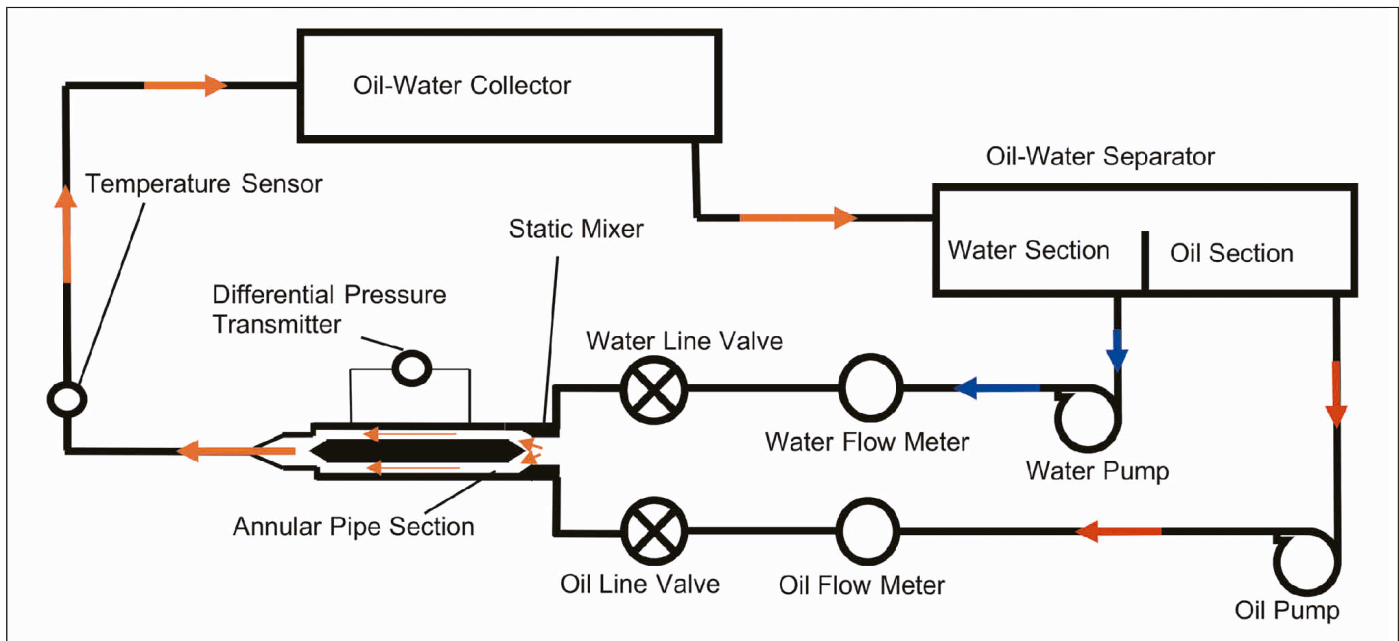 Oil-Water Collector
Oil-Water Separator
Temperature Sensor
Static Mixer
Water Section
Oil Section
Differential Pressure
Transmitter
Water Line Valve
Water Flow Meter
Water Pump
Annular Pipe Section
Oil Line Valve
Oil Flow Meter
Oil Pump